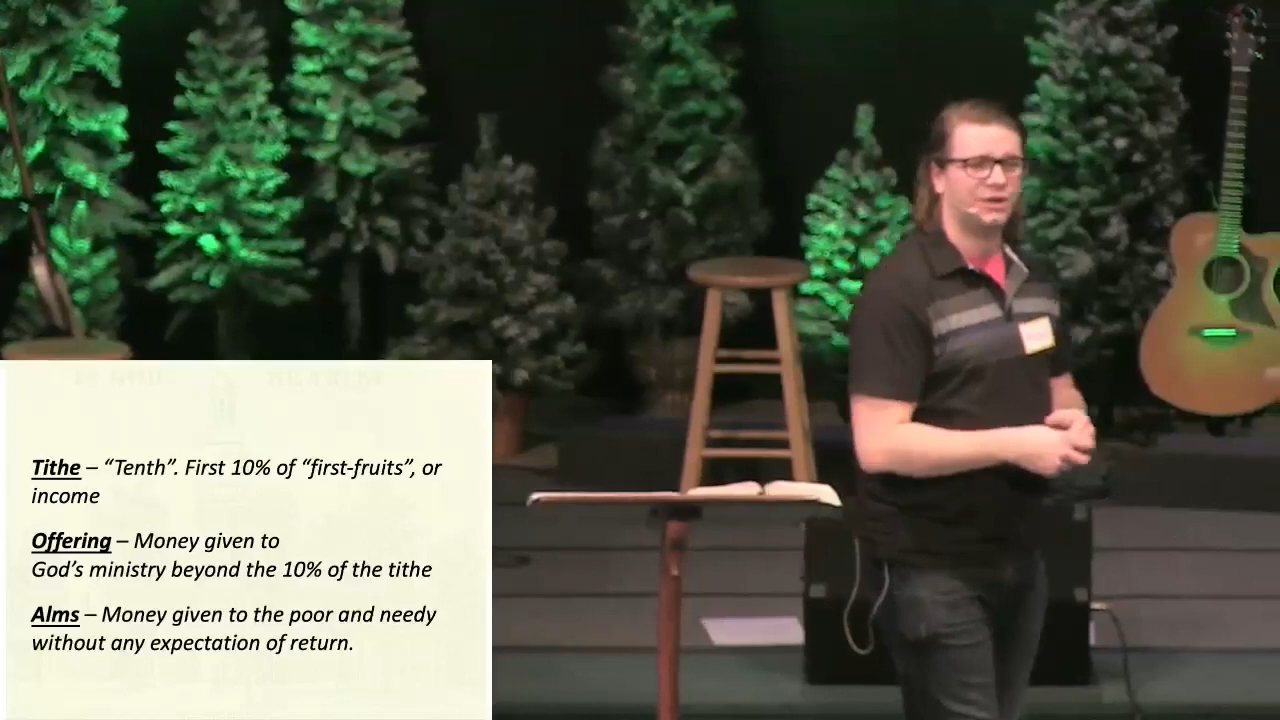 Tithe – “Tenth”. First 10% of “first-fruits”, or
income
Offering – Money given to
God’s ministry beyond the 10% of the tithe
Alms – Money given to the poor and needy
without any expectation of return.